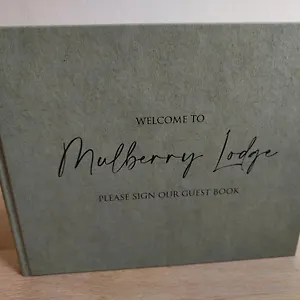 WELCOME TO
Mulberry Lodge
PLEASE SIGN OUR GUEST BOOK